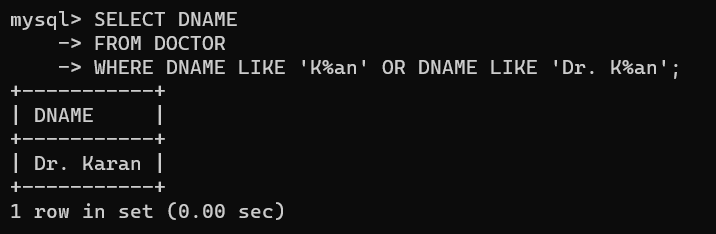 mysql> SELECT DNAME
    -> FROM DOCTOR
    -> WHERE DNAME LIKE 'K%an' OR DNAME LIKE 'Dr. K%an';
+-----------+
| DNAME     |
+-----------+
| Dr. Karan |
+-----------+
1 row in set (0.00 sec)